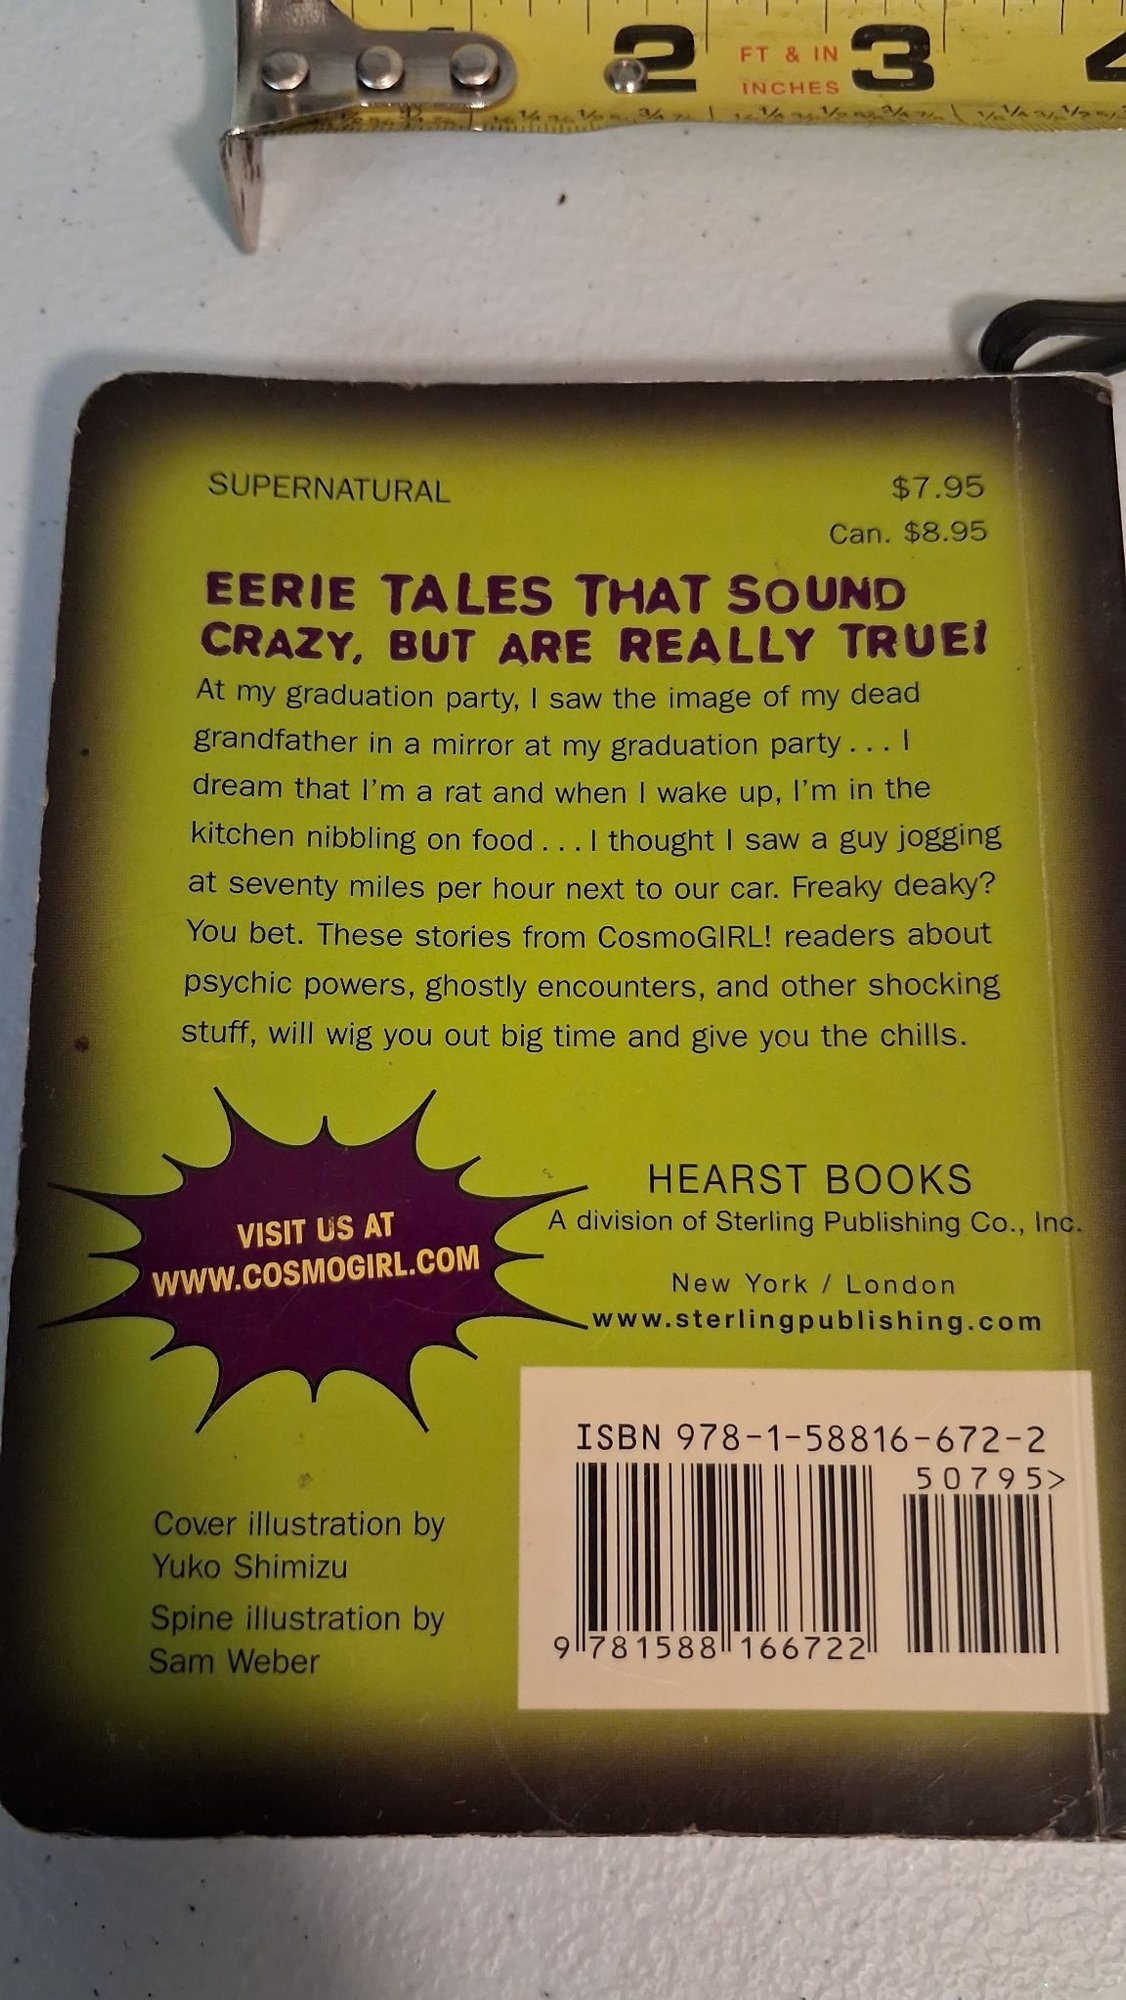 2 FT & IN 3 4
INCHES
SUPERNATURAL $7.95
Can. $8.95
EERIE TALES THAT SOUND
CRAZY, BUT ARE REALLY TRUE!
At my graduation party, I saw the image of my dead
grandfather in a mirror at my graduation party . . . I
dream that I'm a rat and when I wake up, I'm in the
kitchen nibbling on food . . . I thought I saw a guy jogging
at seventy miles per hour next to our car. Freaky deaky?
You bet. These stories from CosmoGIRL! readers about
psychic powers, ghostly encounters, and other shocking
stuff, will wig you out big time and give you the chills.
VISIT US AT
WWW.COSMOGIRL.COM
HEARST BOOKS
A division of Sterling Publishing Co., Inc.
New York / London
www.sterlingpublishing.com
ISBN 978-1-58816-672-2
50795>
9 781588 166722
Cover illustration by
Yuko Shimizu
Spine illustration by
Sam Weber